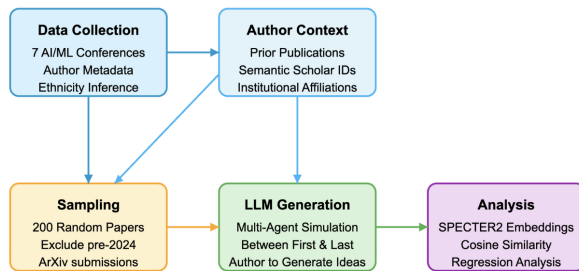 Data Collection
7 AI/ML Conferences
Author Metadata
Ethnicity Inference
Author Context
Prior Publications
Semantic Scholar IDs
Institutional Affiliations
Sampling
200 Random Papers
Exclude pre-2024
ArXiv submissions
LLM Generation
Multi-Agent Simulation
Between First & Last
Author to Generate Ideas
Analysis
SPECTER2 Embeddings
Cosine Similarity
Regression Analysis